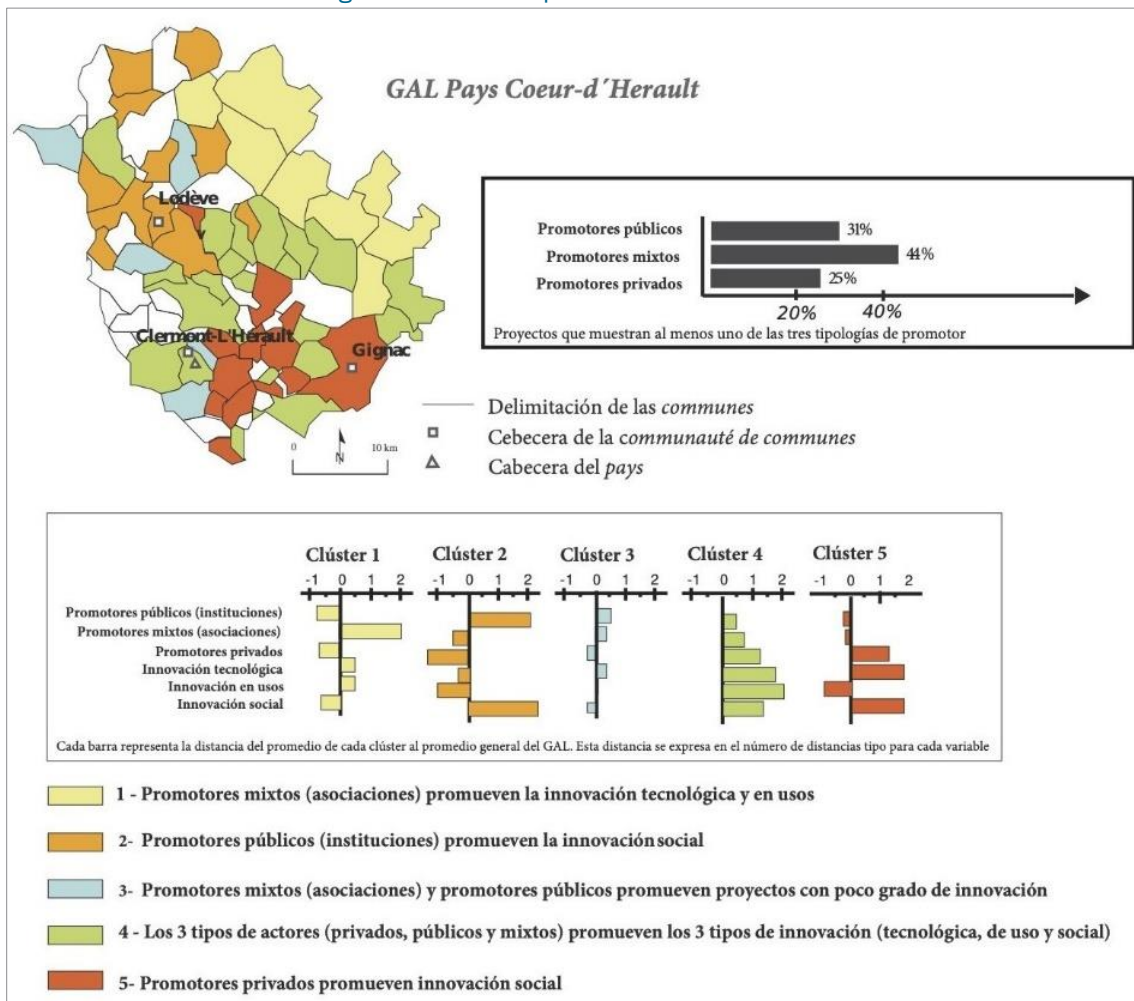 GAL Pays Coeur-d´Herault
Lodève
Clermont-L'Hérault
Gignac
0 10 km
N
Promotores públicos 31%
Promotores mixtos 44%
Promotores privados 25%
20% 40%
Proyectos que muestran al menos uno de las tres tipologías de promotor
Delimitación de las communes
Cebecera de la communauté de communes
Cabecera del pays
Clúster 1 Clúster 2 Clúster 3 Clúster 4 Clúster 5
-1 0 1 2 -1 0 1 2 -1 0 1 2 -1 0 1 2 -1 0 1 2
Promotores públicos (instituciones)
Promotores mixtos (asociaciones)
Promotores privados
Innovación tecnológica
Innovación en usos
Innovación social
Cada barra representa la distancia del promedio de cada clúster al promedio general del GAL. Esta distancia se expresa en el número de distancias tipo para cada variable
1 - Promotores mixtos (asociaciones) promueven la innovación tecnológica y en usos
2- Promotores públicos (instituciones) promueven la innovación social
3- Promotores mixtos (asociaciones) y promotores públicos promueven proyectos con poco grado de innovación
4 - Los 3 tipos de actores (privados, públicos y mixtos) promueven los 3 tipos de innovación (tecnológica, de uso y social)
5- Promotores privados promueven innovación social